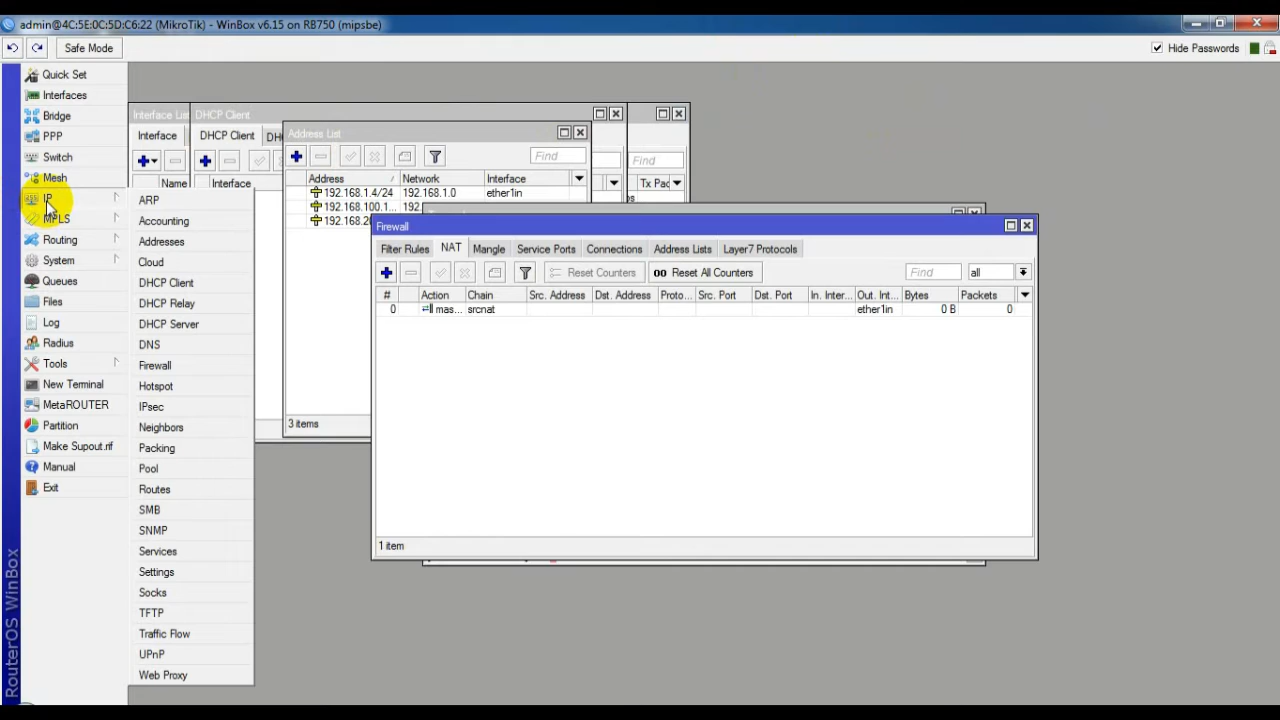 admin@4C:5E:0C:5D:C6:22 (MikroTik) - WinBox v6.15 on RB750 (mipsbe)
Safe Mode
Hide Passwords
Quick Set
Interfaces
Bridge
PPP
Switch
Mesh
IP
MPLS
Routing
System
Queues
Files
Log
Radius
Tools
New Terminal
MetaROUTER
Partition
Make Supout.rif
Manual
Exit
RouterOS WinBox
ARP
Accounting
Addresses
Cloud
DHCP Client
DHCP Relay
DHCP Server
DNS
Firewall
Hotspot
IPsec
Neighbors
Packing
Pool
Routes
SMB
SNMP
Services
Settings
Socks
TFTP
Traffic Flow
UPnP
Web Proxy
Interface List
Interface
Name
DHCP Client
DHCP Client
Interface
Find
Address List
Find
Address Network Interface
192.168.1.4/24 192.168.1.0 ether1in
192.168.100.1...
3 items
Firewall
Filter Rules NAT Mangle Service Ports Connections Address Lists Layer7 Protocols
Reset Counters 00 Reset All Counters Find all
# Action Chain Src. Address Dst. Address Proto... Src. Port Dst. Port In. Inter... Out. Int... Bytes Packets
0 mas... srcnat ether1in 0 B 0
1 item